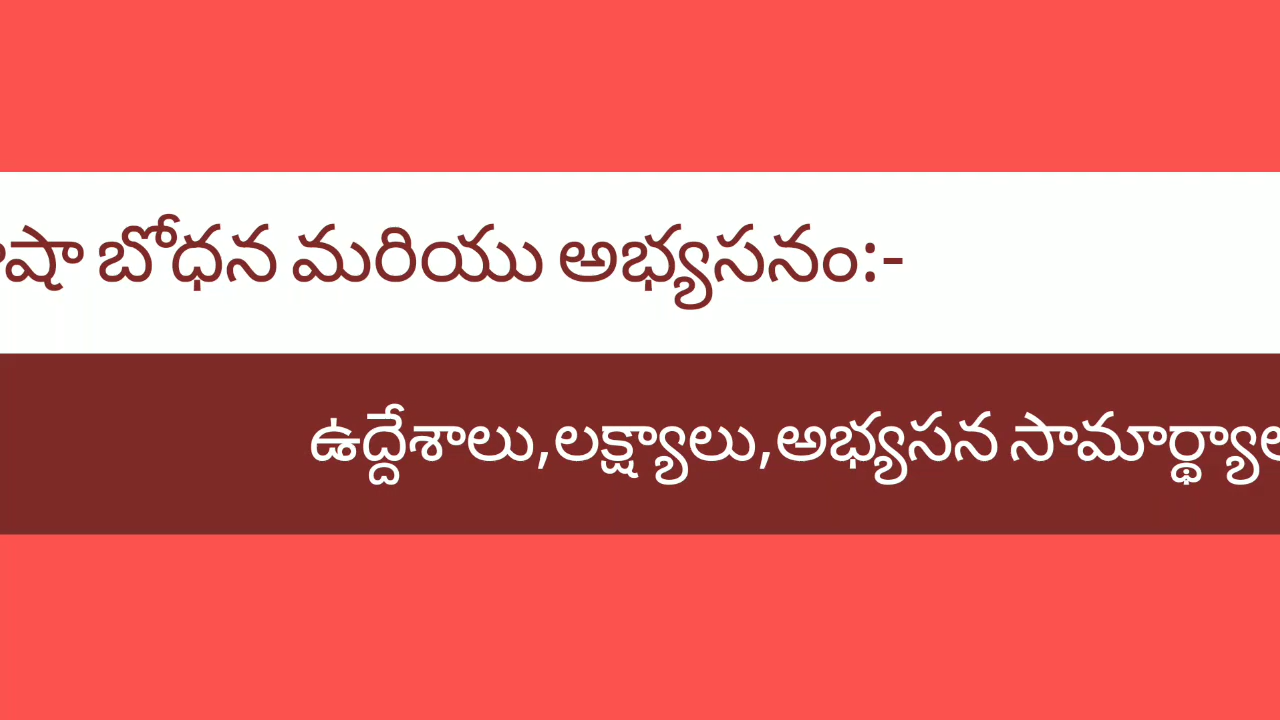 బోధన మరియు అభ్యసనం:-
ఉద్దేశాలు,లక్ష్యాలు,అభ్యసన